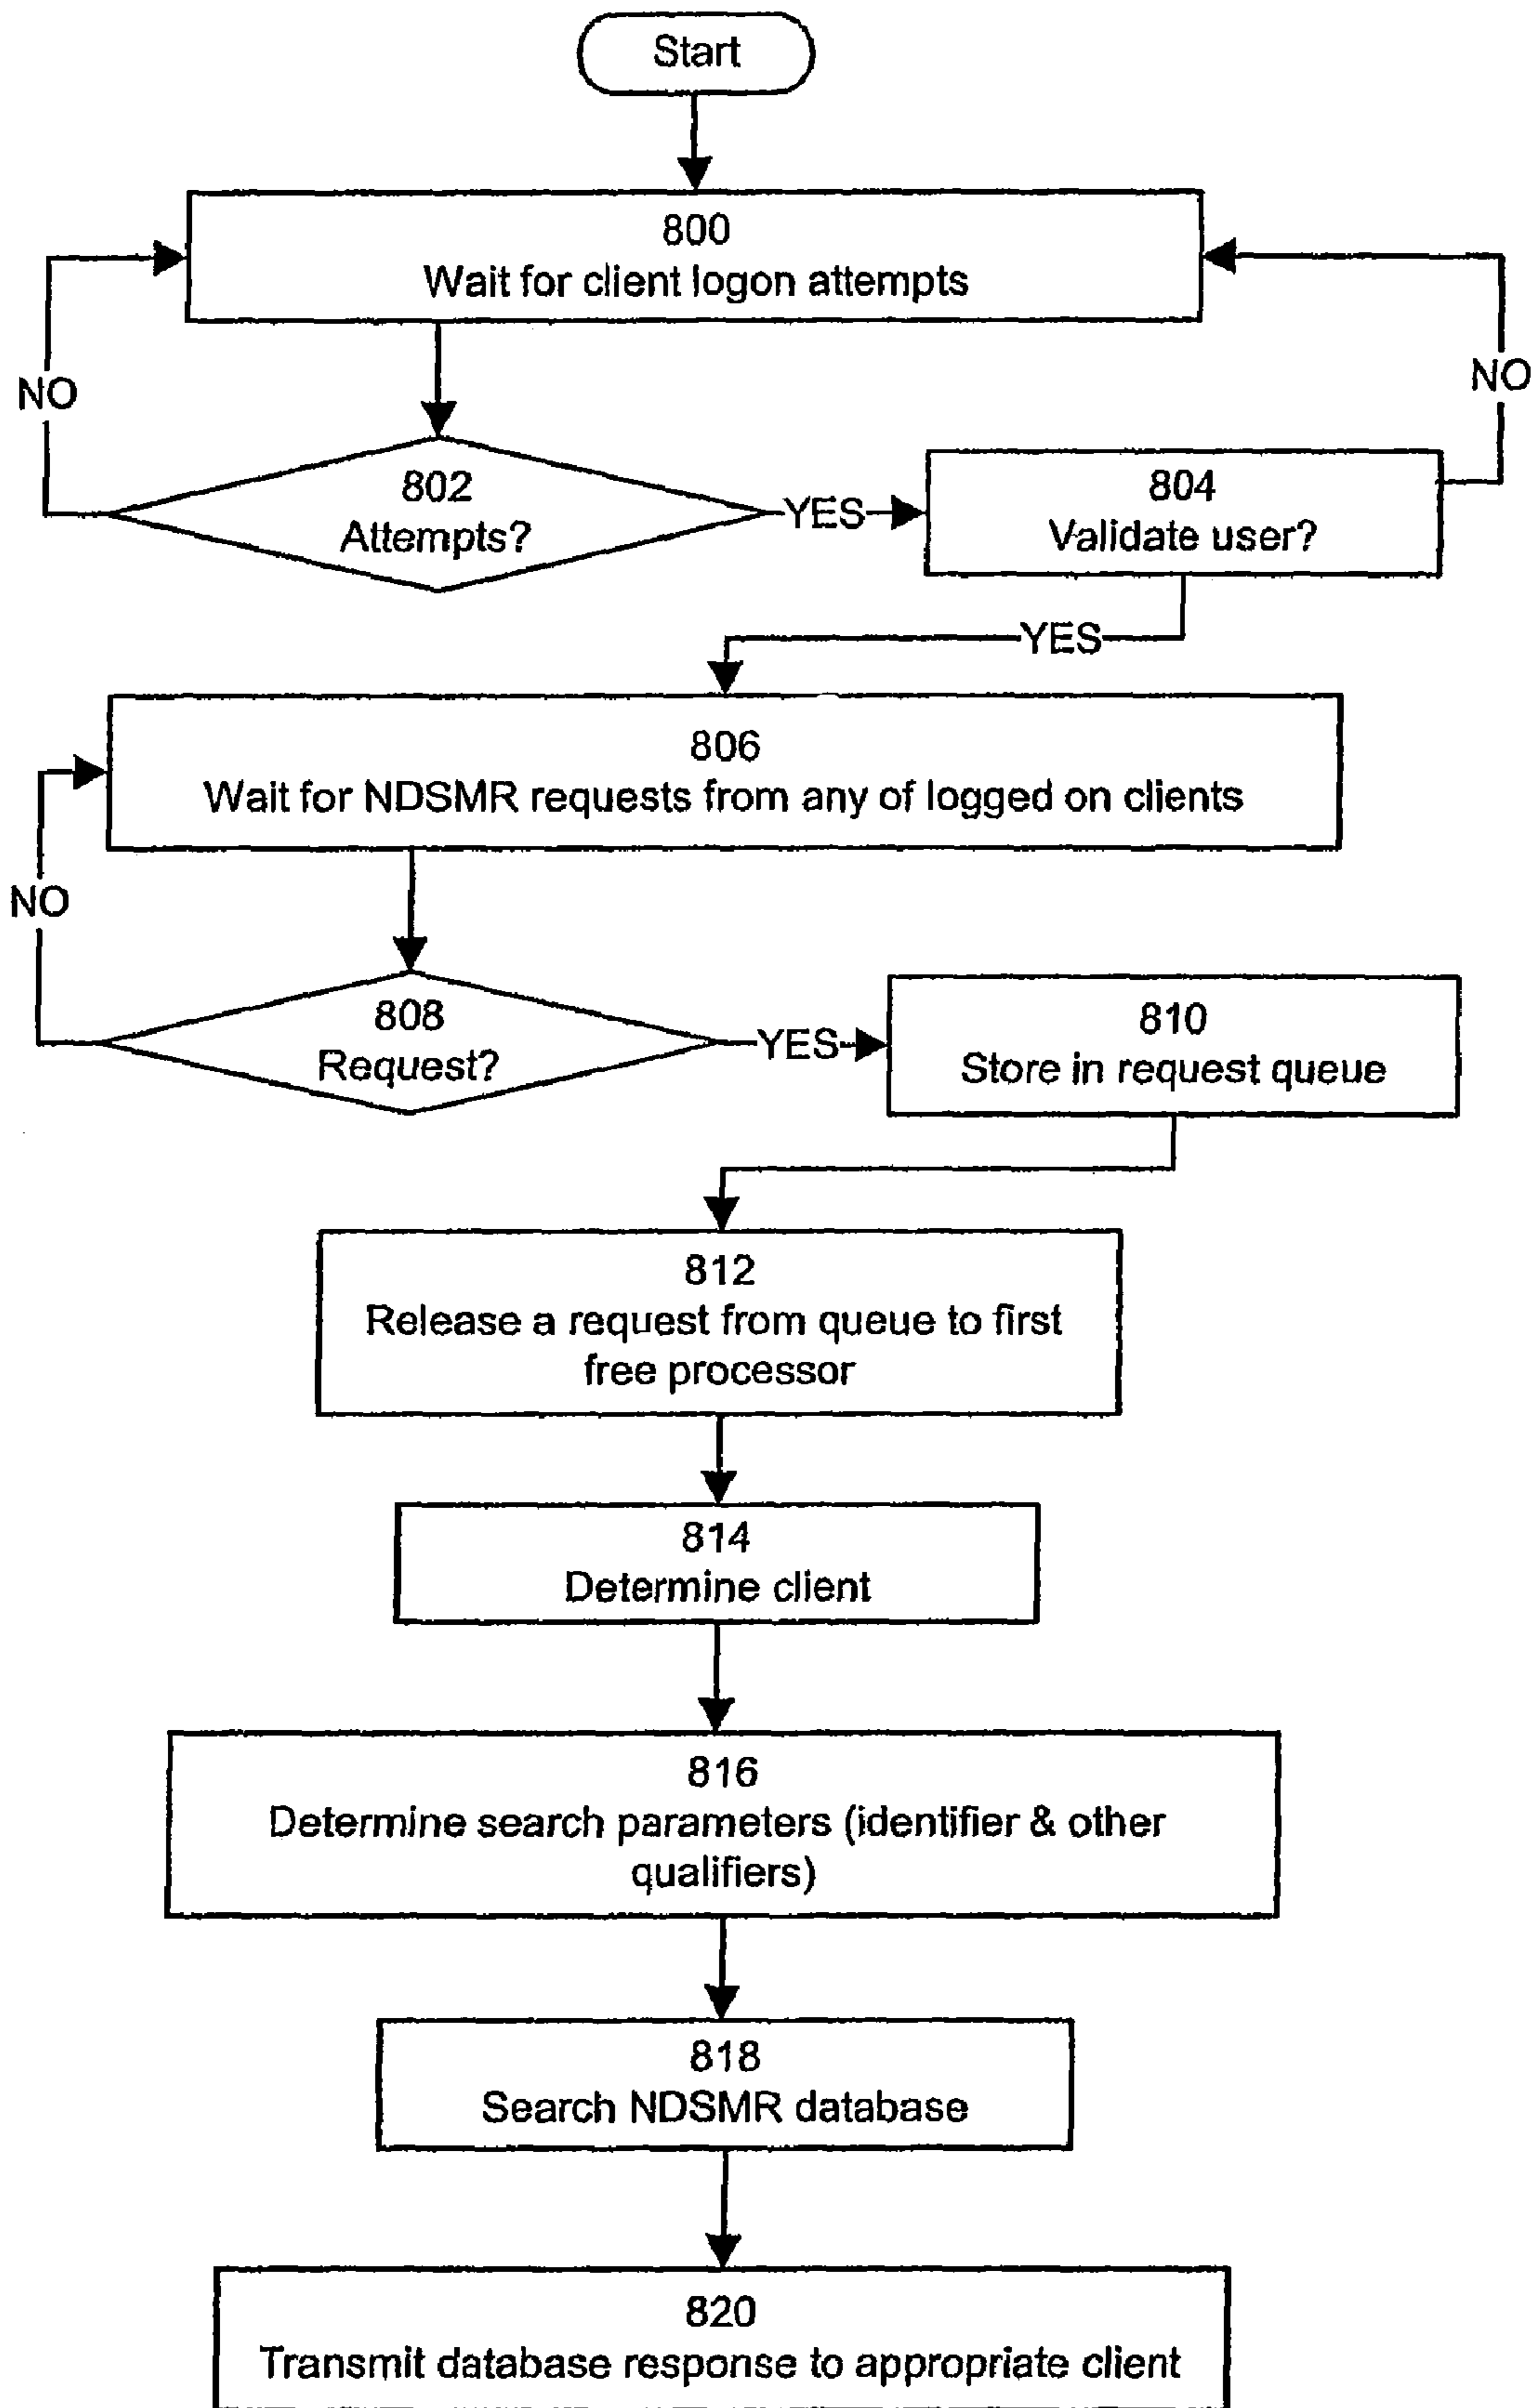 Start
800
Wait for client logon attempts
NO
NO
802
Attempts?
YES
804
Validate user?
YES
806
Wait for NDSMR requests from any of logged on clients
NO
808
Request?
YES
810
Store in request queue
812
Release a request from queue to first
free processor
814
Determine client
816
Determine search parameters (identifier & other
qualifiers)
818
Search NDSMR database
820
Transmit database response to appropriate client